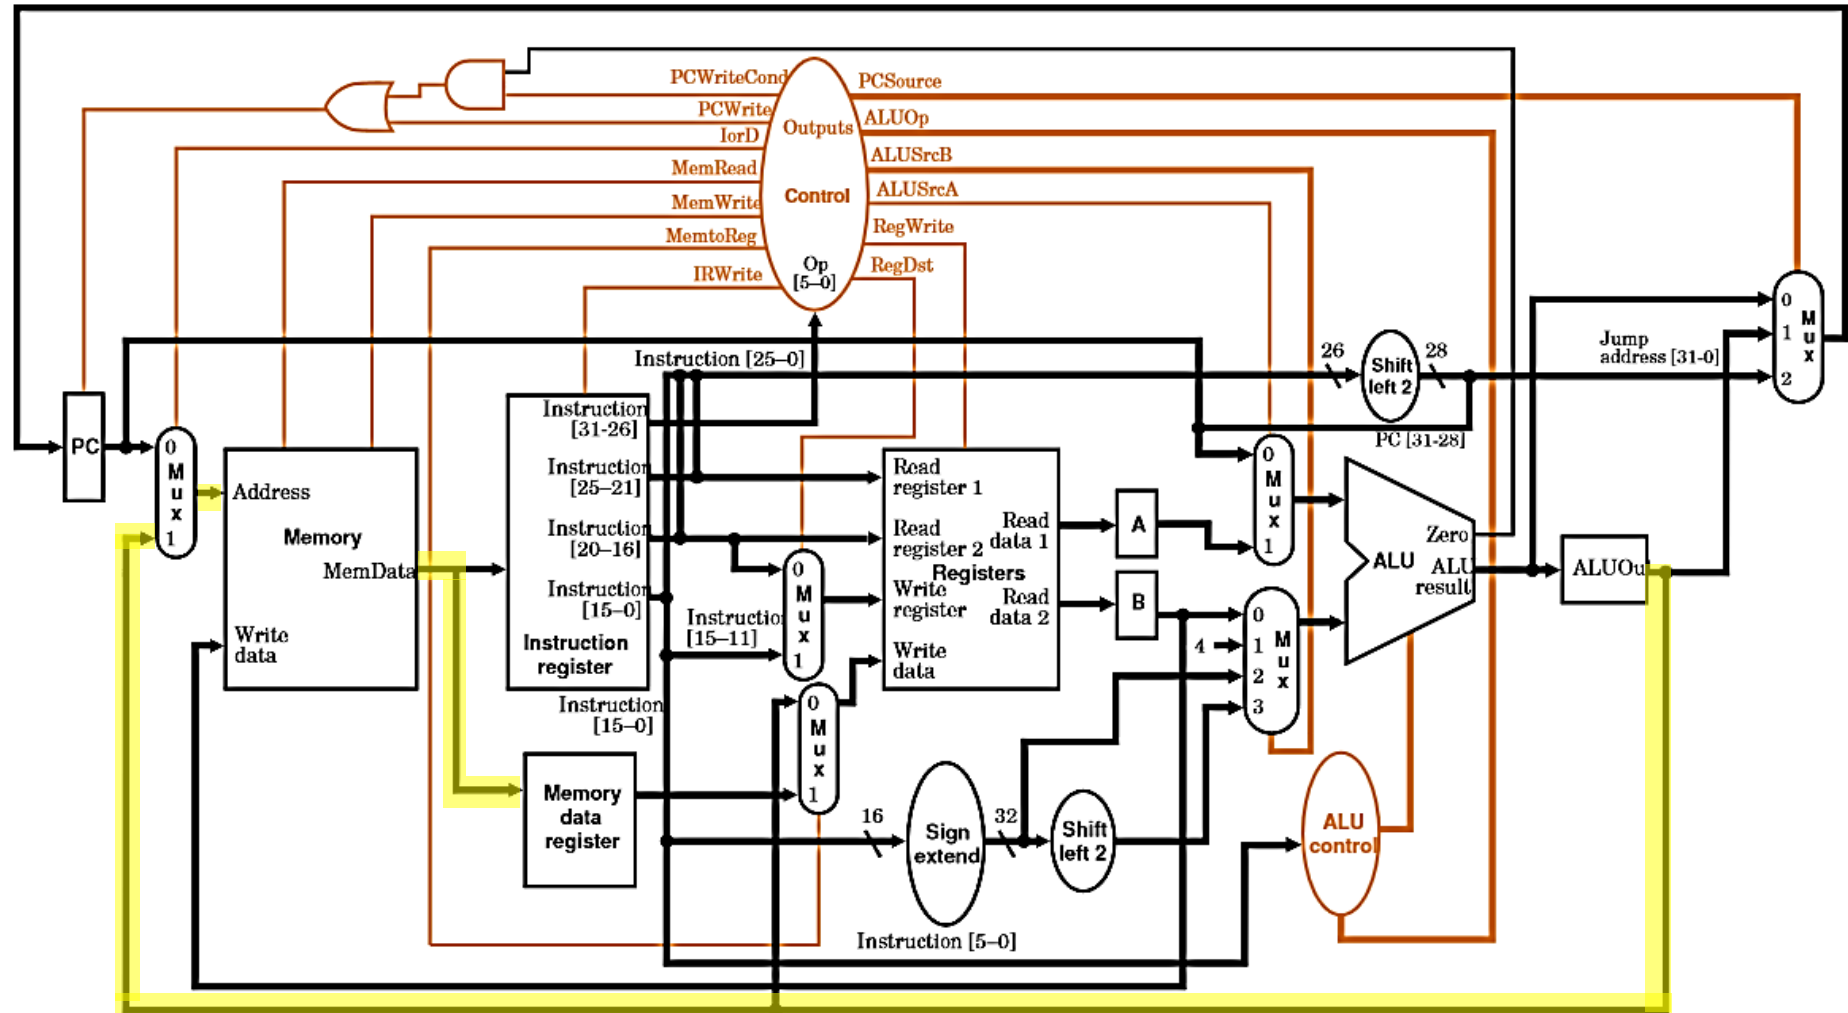 PCWriteCond
PCSource
PCWrite
ALUOp
Outputs
IorD
ALUSrcB
MemRead
ALUSrcA
Control
MemWrite
RegWrite
MemtoReg
RegDst
Op
[5–0]
IRWrite
Instruction [25–0]
26
Shift
left 2
28
Jump
address [31-0]
0
1
2
M
u
x
PC [31-28]
PC
0
M
u
x
1
Address
Memory
MemData
Write
data
Instruction
[31-26]
Instruction
[25–21]
Instruction
[20–16]
Instruction
[15–0]
Instruction
register
Instruction
[15–11]
Instruction
[15–0]
0
M
u
x
1
0
M
u
x
1
Memory
data
register
Read
register 1
Read
register 2
Registers
Write
register
Write
data
Read
data 1
Read
data 2
A
B
4
0
M
u
x
1
0
1
2
3
M
u
x
Zero
ALU
ALU
result
ALUOu
16
Sign
extend
32
Shift
left 2
ALU
control
Instruction [5–0]